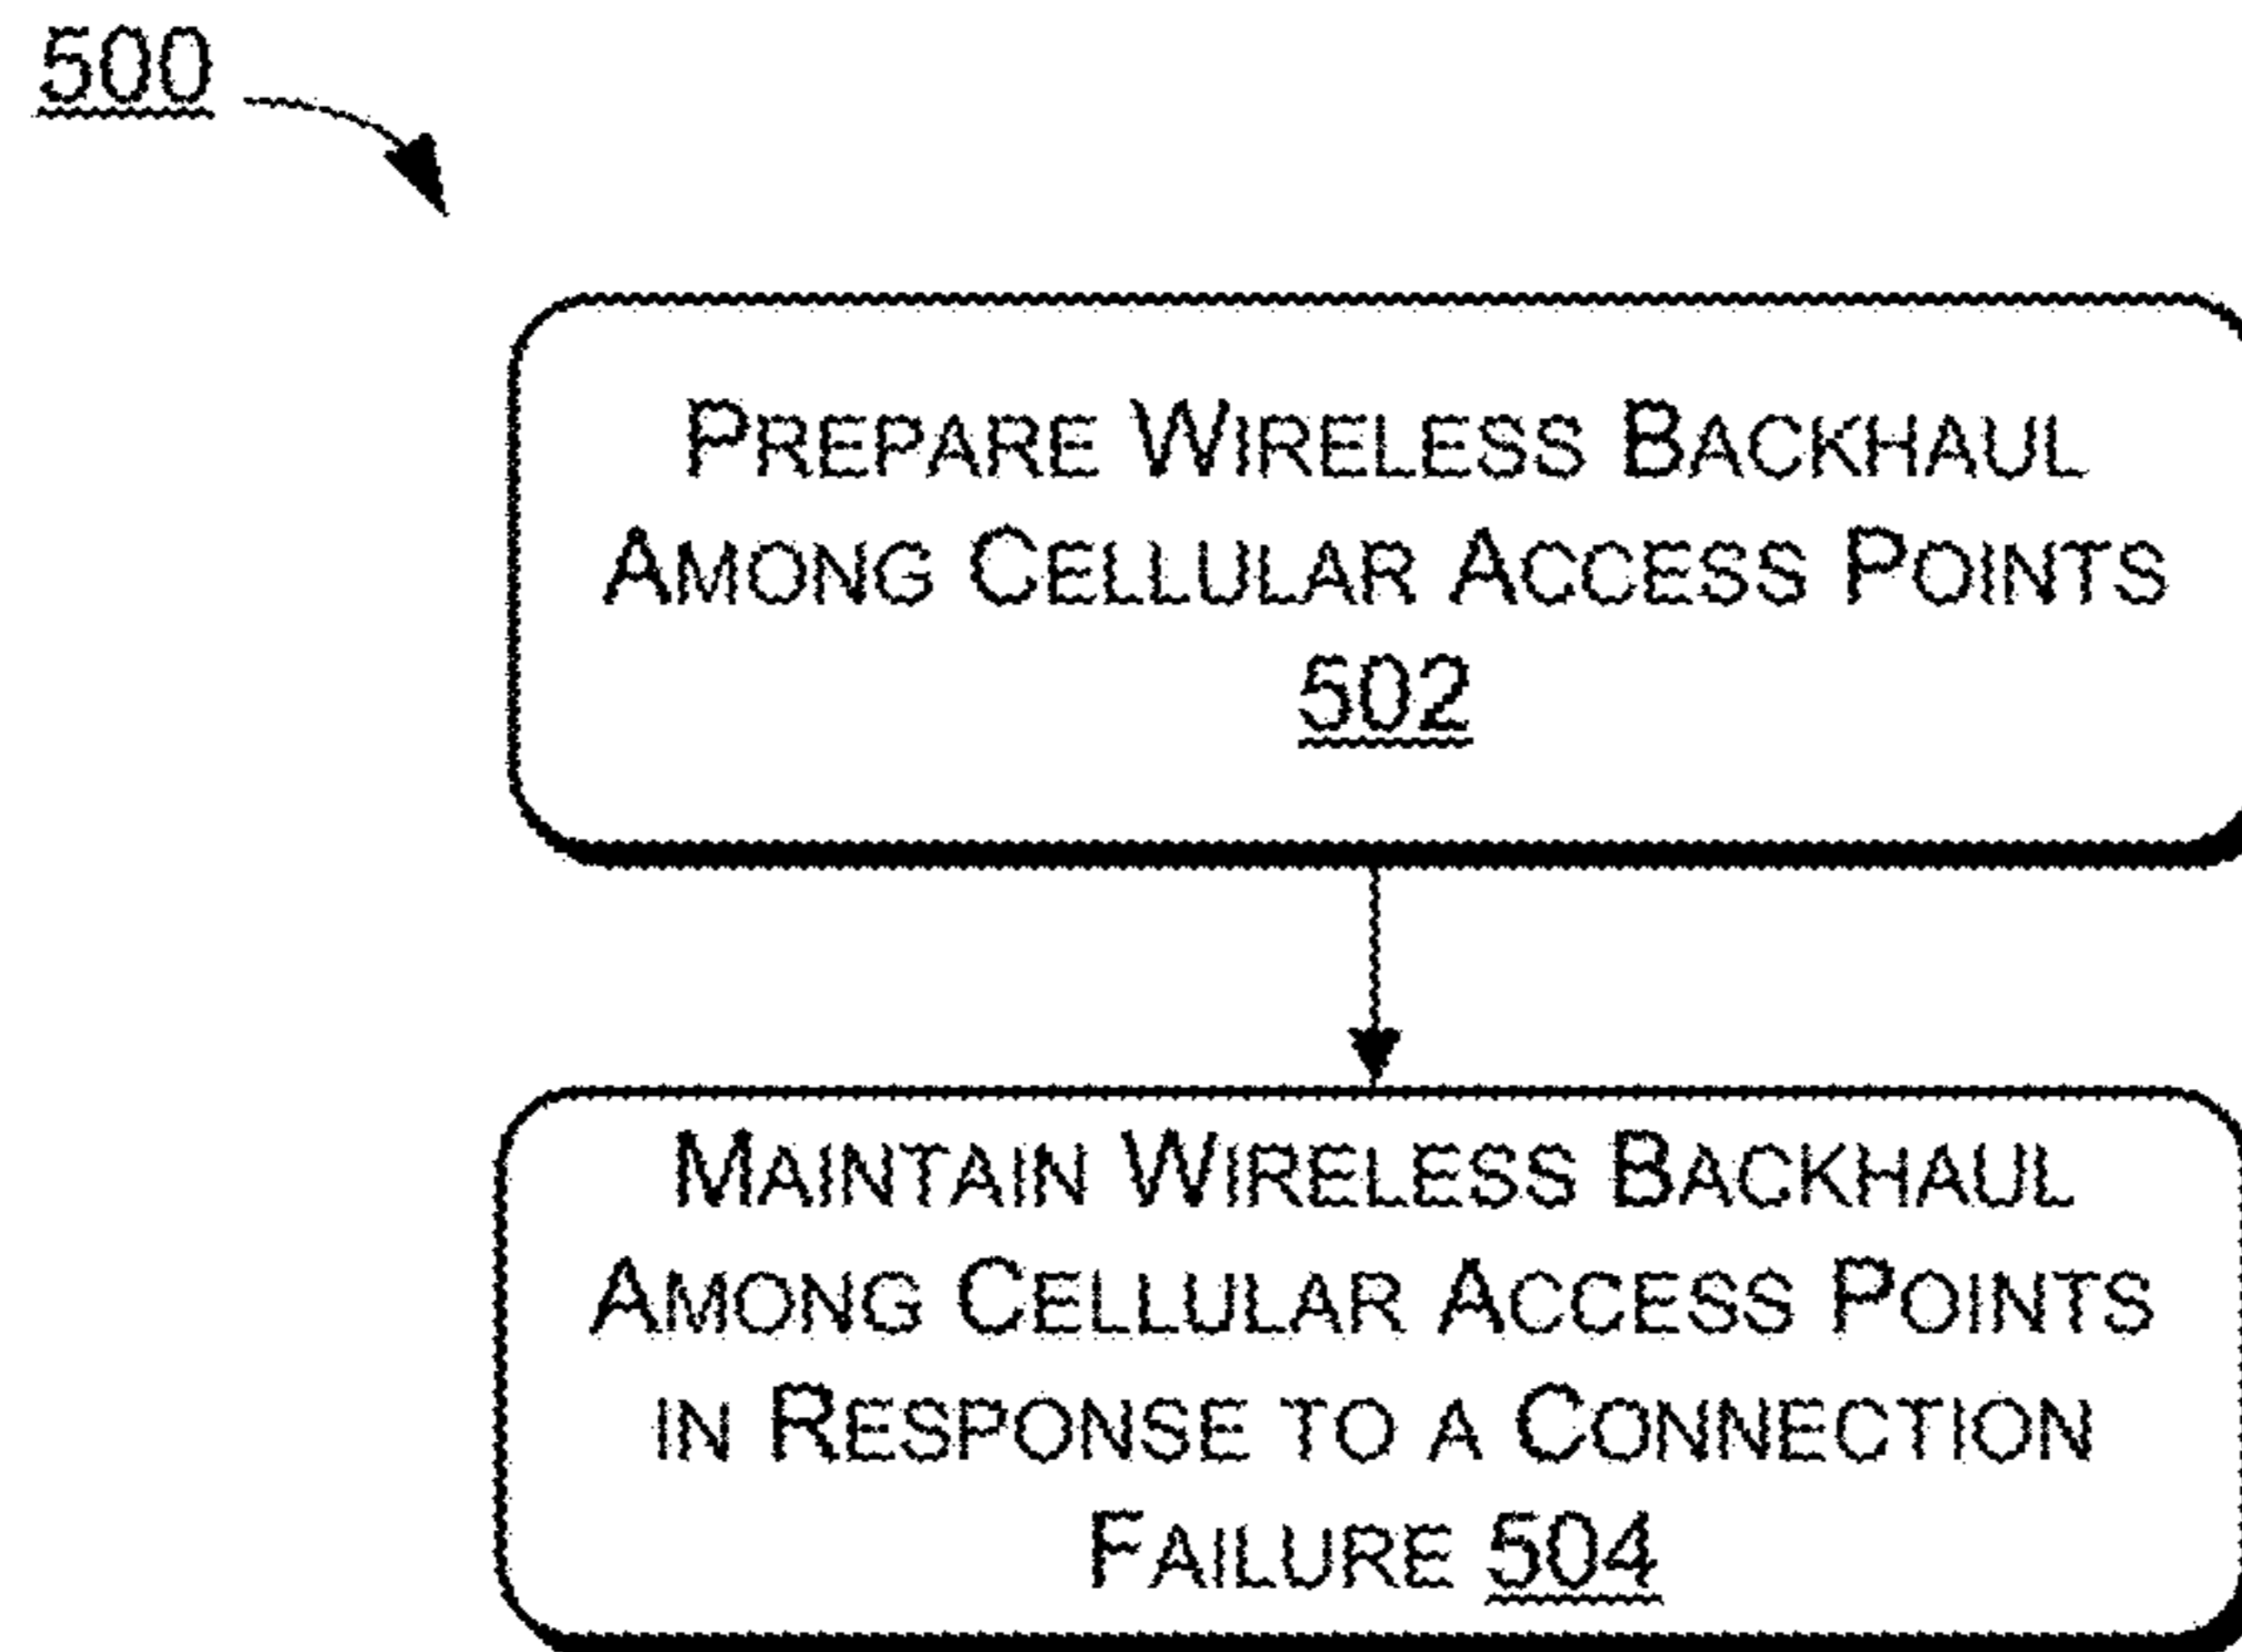 500
PREPARE WIRELESS BACKHAUL
AMONG CELLULAR ACCESS POINTS
502
MAINTAIN WIRELESS BACKHAUL
AMONG CELLULAR ACCESS POINTS
IN RESPONSE TO A CONNECTION
FAILURE 504